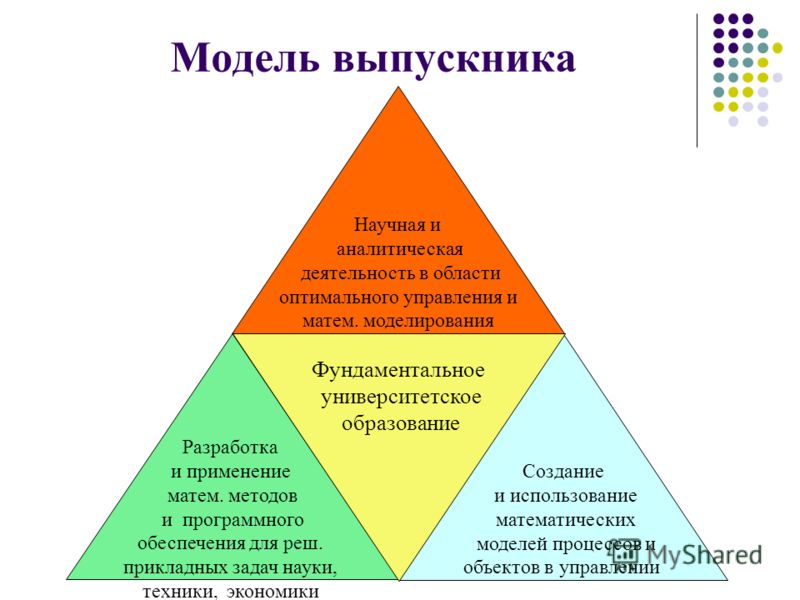 Модель выпускника
Научная и
аналитическая
деятельность в области
оптимального управления и
матем. моделирования
Фундаментальное
университетское
образование
Разработка
и применение
матем. методов
и программного
обеспечения для реш.
прикладных задач науки,
техники, экономики
Создание
и использование
математических
моделей процессов и
объектов в управлении
MyShared